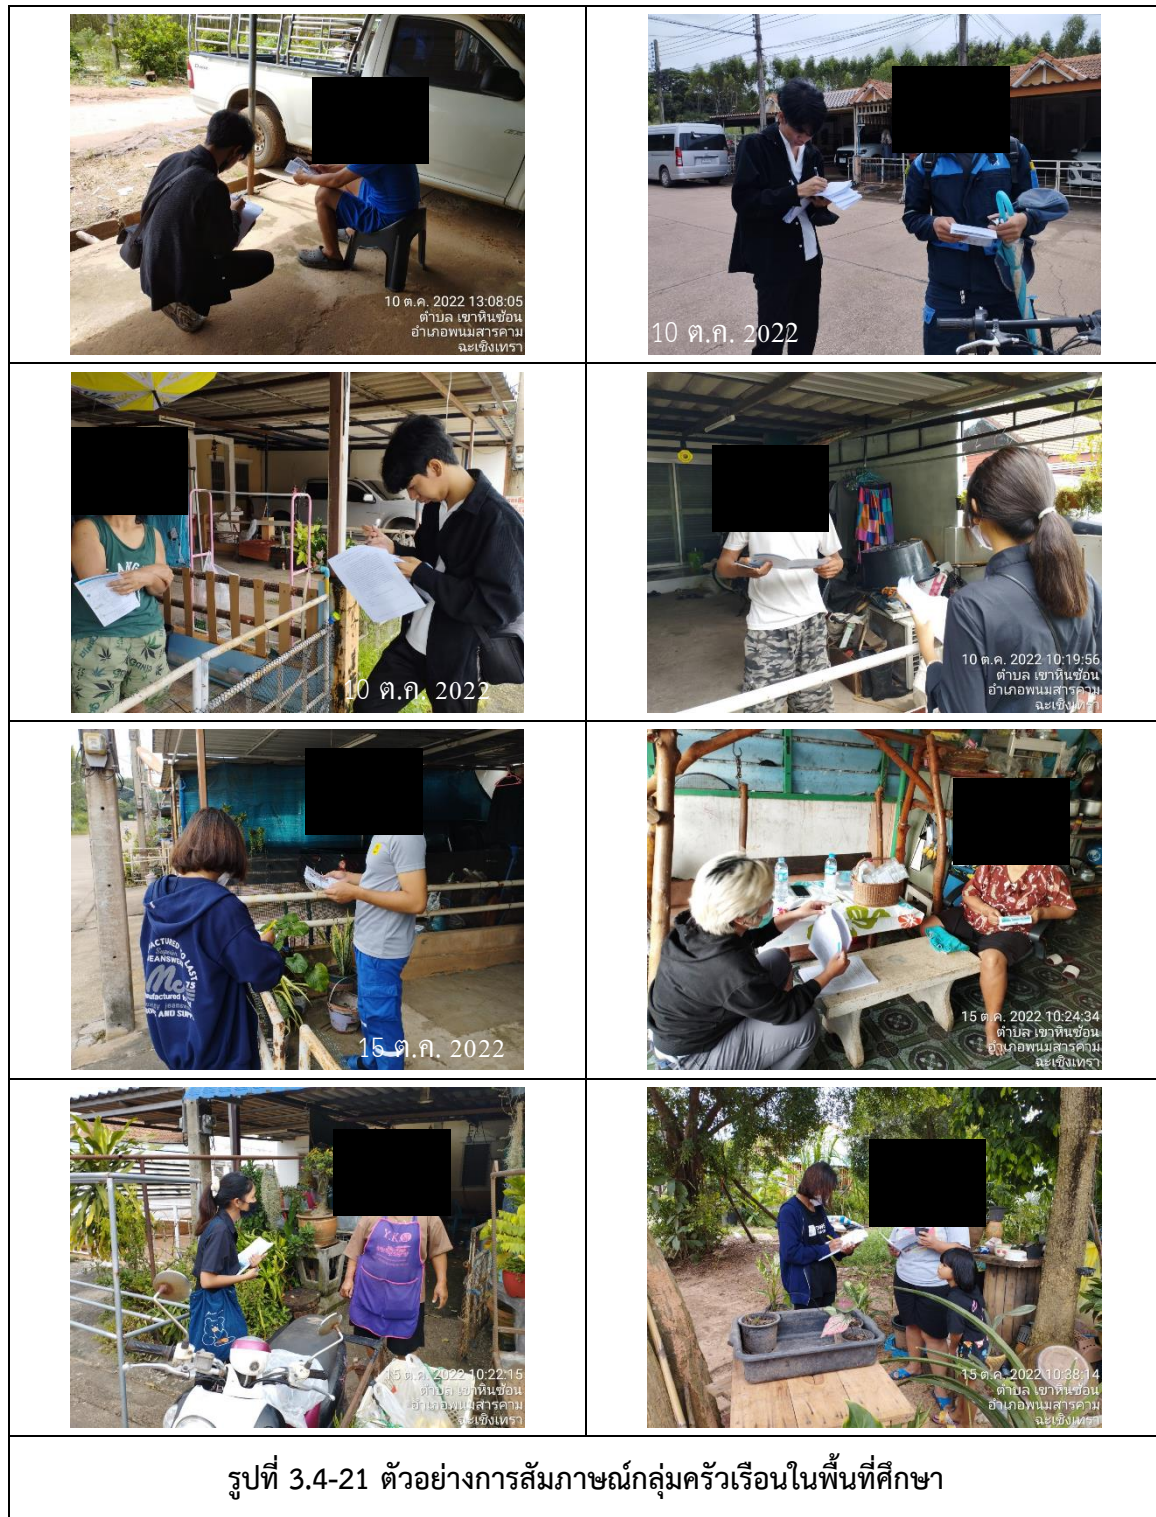 10 ต.ค. 2022 13:08:05
ตำบล เขาหินซ้อน
อำเภอพนมสารคาม
ฉะเชิงเทรา
10 ต.ค. 2022
10 ต.ค. 2022
10 ต.ค. 2022 10:19:56
ตำบล เขาหินซ้อน
อำเภอพนมสารคาม
ฉะเชิงเทรา
Superior
Mc
AND SUP
15 ต.ค. 2022
15 ต.ค. 2022 10:24:34
ตำบล เขาหินซ้อน
อำเภอพนมสารคาม
ฉะเชิงเทรา
Y.K
15 ต.ค. 2022 10:22:15
ตำบล เขาหินซ้อน
อำเภอพนมสารคาม
ฉะเชิงเทรา
15 ต.ค. 2022 10:38:14
ตำบล เขาหินซ้อน
อำเภอพนมสารคาม
ฉะเชิงเทรา
รูปที่ 3.4-21 ตัวอย่างการสัมภาษณ์กลุ่มครัวเรือนในพื้นที่ศึกษา